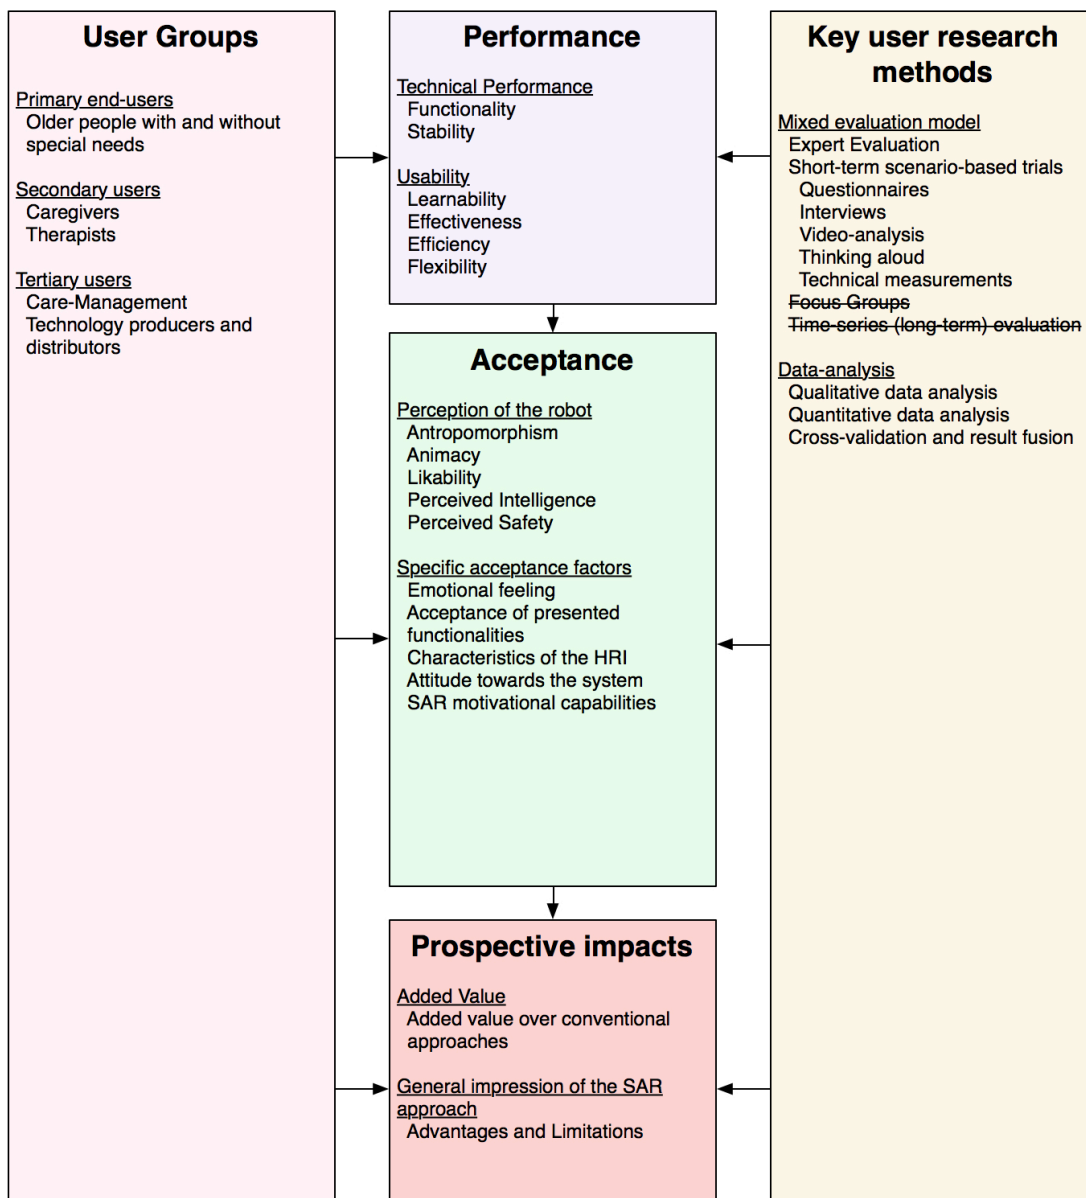 User Groups
Primary end-users
Older people with and without
special needs
Secondary users
Caregivers
Therapists
Tertiary users
Care-Management
Technology producers and
distributors
Performance
Technical Performance
Functionality
Stability
Usability
Learnability
Effectiveness
Efficiency
Flexibility
Acceptance
Perception of the robot
Antropomorphism
Animacy
Likability
Perceived Intelligence
Perceived Safety
Specific acceptance factors
Emotional feeling
Acceptance of presented
functionalities
Characteristics of the HRI
Attitude towards the system
SAR motivational capabilities
Prospective impacts
Added Value
Added value over conventional
approaches
General impression of the SAR
approach
Advantages and Limitations
Key user research
methods
Mixed evaluation model
Expert Evaluation
Short-term scenario-based trials
Questionnaires
Interviews
Video-analysis
Thinking aloud
Technical measurements
Focus Groups
Time-series (long-term) evaluation
Data-analysis
Qualitative data analysis
Quantitative data analysis
Cross-validation and result fusion